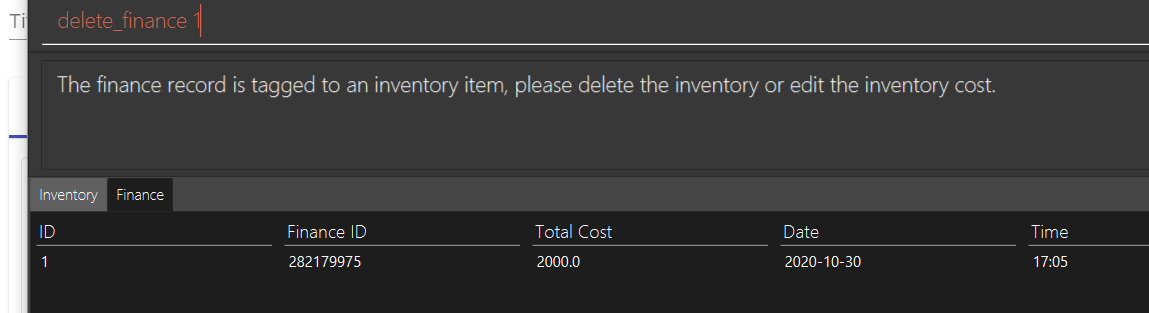 Ti
delete_finance 1
The finance record is tagged to an inventory item, please delete the inventory or edit the inventory cost.
Inventory Finance
ID Finance ID Total Cost Date Time
1 282179975 2000.0 2020-10-30 17:05